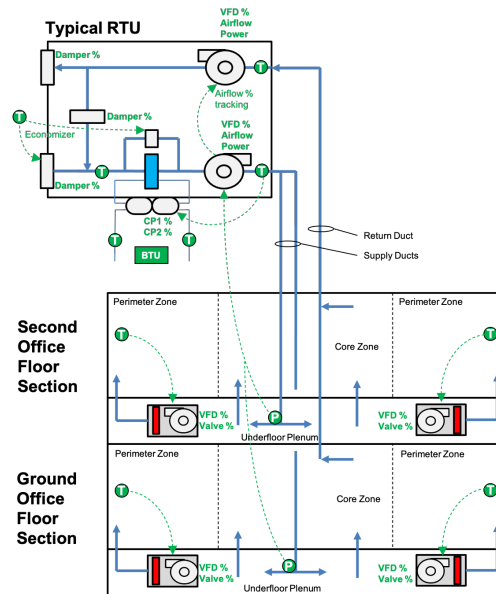 Typical RTU
VFD %
Airflow
Power
Damper %
T
Damper %
Airflow %
tracking
T
Economizer
VFD %
Airflow
Power
T
Damper %
T
T
CP1 %
CP2 %
T
BTU
T
Return Duct
Supply Ducts
Second
Office
Floor
Section
Perimeter Zone
Perimeter Zone
T
T
Core Zone
VFD %
Valve %
P
VFD %
Valve %
Underfloor Plenum
Ground
Office
Floor
Section
Perimeter Zone
Perimeter Zone
T
T
Core Zone
VFD %
Valve %
P
VFD %
Valve %
Underfloor Plenum